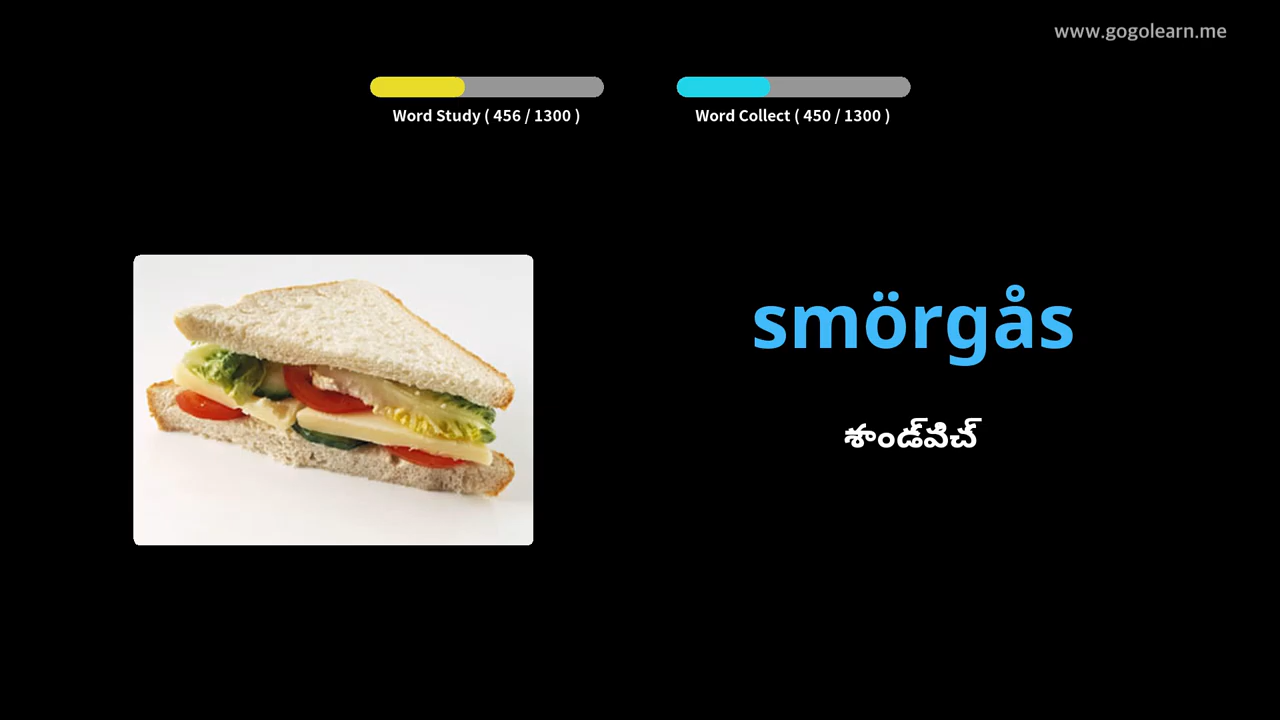 www.gogolearn.me
Word Study ( 456 / 1300 )
Word Collect ( 450 / 1300 )
smörgås
శాండ్‌విచ్